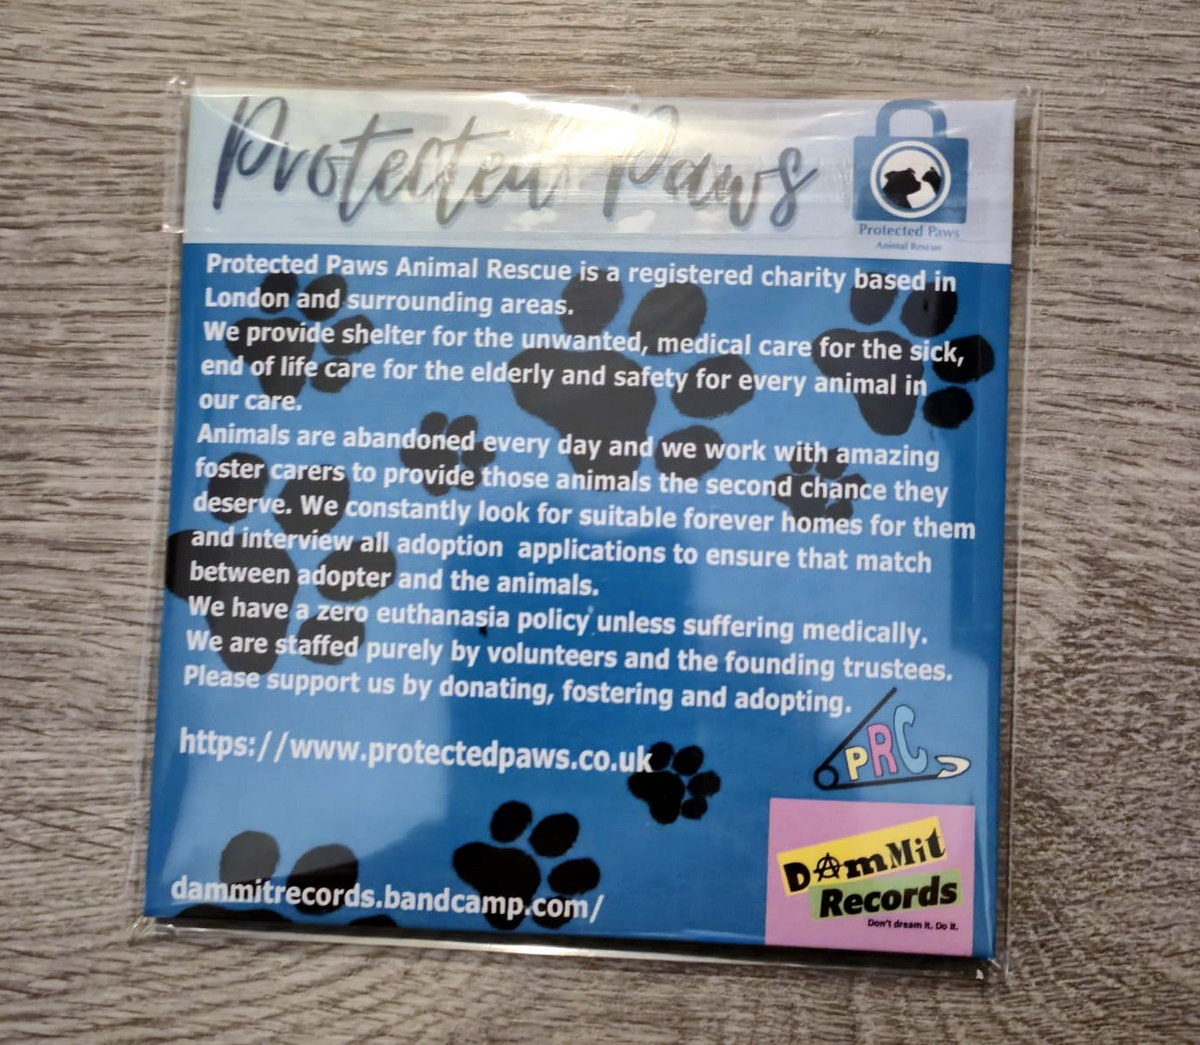 Protected Paws
Protected Paws
Animal Rescue
Protected Paws Animal Rescue is a registered charity based in
London and surrounding areas.
We provide shelter for the unwanted, medical care for the sick,
end of life care for the elderly and safety for every animal in
our care.
Animals are abandoned every day and we work with amazing
foster carers to provide those animals the second chance they
deserve. We constantly look for suitable forever homes for them
and interview all adoption  applications to ensure that match
between adopter and the animals.
We have a zero euthanasia policy unless suffering medically.
We are staffed purely by volunteers and the founding trustees.
Please support us by donating, fostering and adopting.
PRC
https://www.protectedpaws.co.uk
DAmMit
Records
Don't dream it. Do it.
dammitrecords.bandcamp.com/